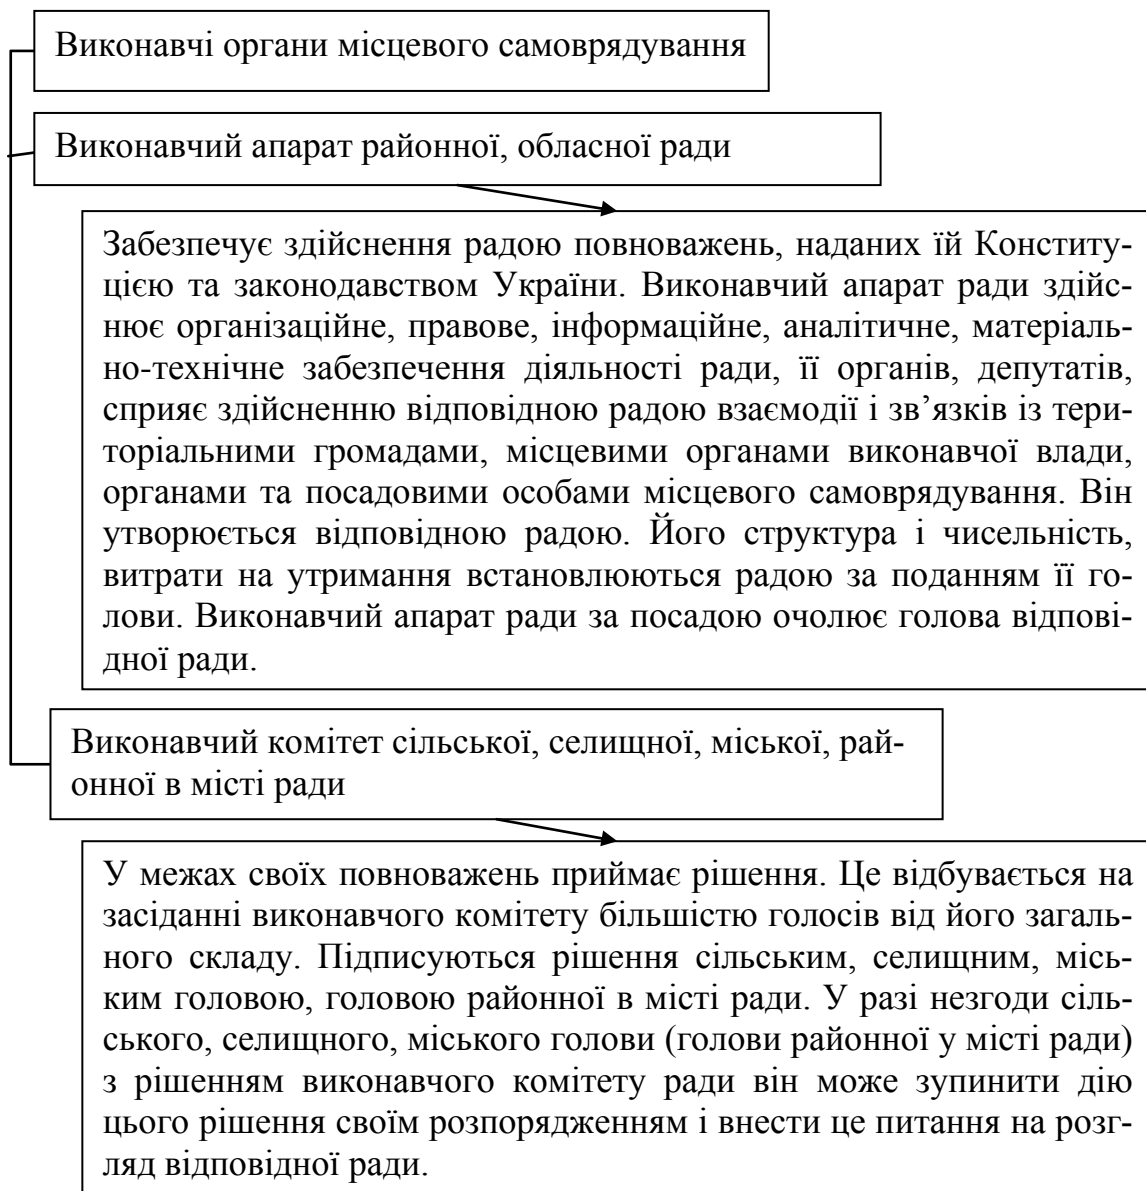 Виконавчі органи місцевого самоврядування
Виконавчий апарат районної, обласної ради
Забезпечує здійснення радою повноважень, наданих їй Конститу-
цією та законодавством України. Виконавчий апарат ради здійс-
нює організаційне, правове, інформаційне, аналітичне, матеріаль-
но-технічне забезпечення діяльності ради, її органів, депутатів,
сприяє здійсненню відповідною радою взаємодії і зв’язків із тери-
торіальними громадами, місцевими органами виконавчої влади,
органами та посадовими особами місцевого самоврядування. Він
утворюється відповідною радою. Його структура і чисельність,
витрати на утримання встановлюються радою за поданням її го-
лови. Виконавчий апарат ради за посадою очолює голова відпові-
дної ради.
Виконавчий комітет сільської, селищної, міської, рай-
онної в місті ради
У межах своїх повноважень приймає рішення. Це відбувається на
засіданні виконавчого комітету більшістю голосів від його загаль-
ного складу. Підписуються рішення сільським, селищним, місь-
ким головою, головою районної в місті ради. У разі незгоди сіль-
ського, селищного, міського голови (голови районної у місті ради)
з рішенням виконавчого комітету ради він може зупинити дію
цього рішення своїм розпорядженням і внести це питання на розг-
ляд відповідної ради.